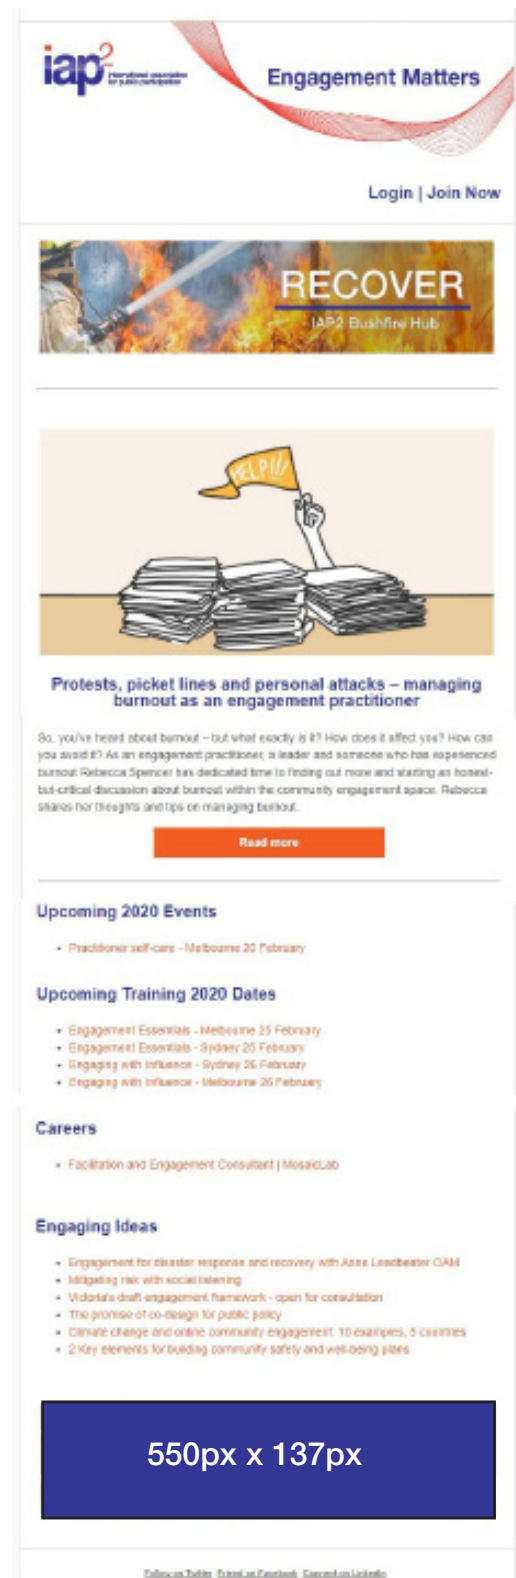 iap2
international association
for public participation
Engagement Matters
Login | Join Now
RECOVER
IAP2 Bushfire Hub
HELP!!!
Protests, picket lines and personal attacks – managing
burnout as an engagement practitioner
So, you've heard about burnout – but what exactly is it? How does it affect you? How can
you avoid it? As an engagement practitioner, a leader and someone who has experienced
burnout Rebecca Spencer has dedicated time to finding out more and starting an honest-
but-critical discussion about burnout within the community engagement space. Rebecca
shares her thoughts and tips on managing burnout.
Read more
Upcoming 2020 Events
• Practitioner self-care - Melbourne 20 February
Upcoming Training 2020 Dates
• Engagement Essentials - Melbourne 25 February
• Engagement Essentials - Sydney 25 February
• Engaging with Influence - Sydney 26 February
• Engaging with Influence - Melbourne 26 February
Careers
• Facilitation and Engagement Consultant | MosaicLab
Engaging Ideas
• Engagement for disaster response and recovery with Anne Leadbeater OAM
• Mitigating risk with social listening
• Victoria's draft engagement framework - open for consultation
• The promise of co-design for public policy
• Climate change and online community engagement: 10 examples, 5 countries
• 2 Key elements for building community safety and well-being plans
550px x 137px
Follow on Twitter Friend on Facebook Connect on LinkedIn